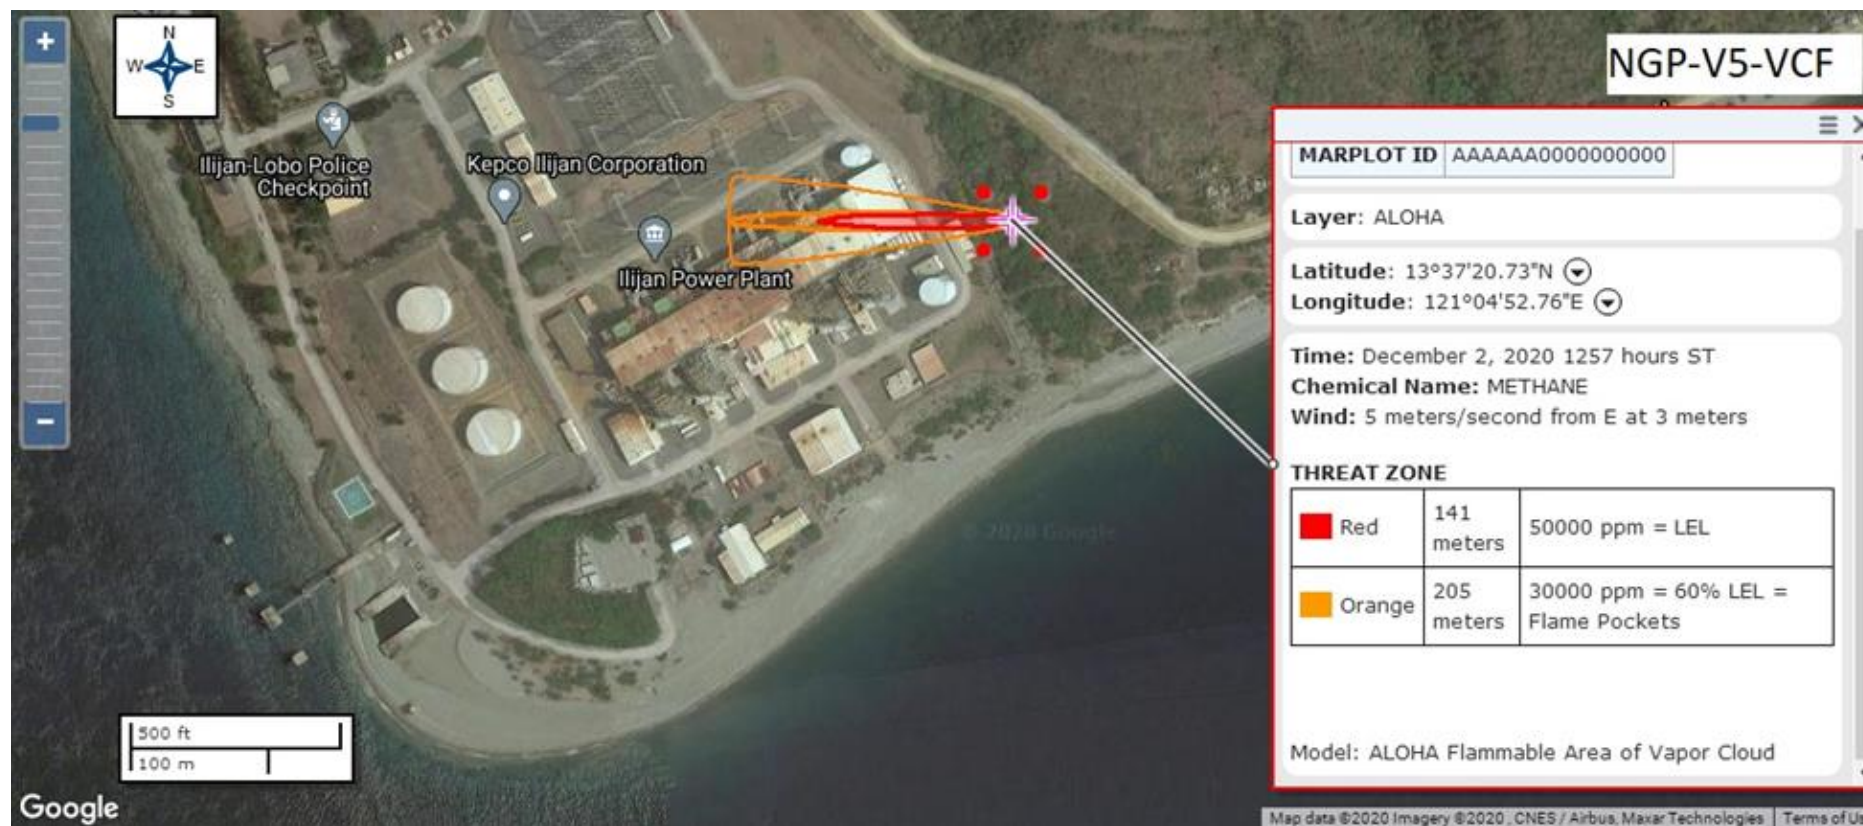 +
N
W E
S
NGP-V5-VCF
Ilijan-Lobo Police
Checkpoint
Kepco Ilijan Corporation
Ilijan Power Plant
−
MARPLOT ID AAAAAA0000000000
Layer: ALOHA
Latitude: 13°37'20.73"N
Longitude: 121°04'52.76"E
Time: December 2, 2020 1257 hours ST
Chemical Name: METHANE
Wind: 5 meters/second from E at 3 meters
THREAT ZONE
Red 141 meters 50000 ppm = LEL
Orange 205 meters 30000 ppm = 60% LEL =
Flame Pockets
Model: ALOHA Flammable Area of Vapor Cloud
© 2020 Google
500 ft
100 m
Google
Map data ©2020 Imagery ©2020 , CNES / Airbus, Maxar Technologies Terms of